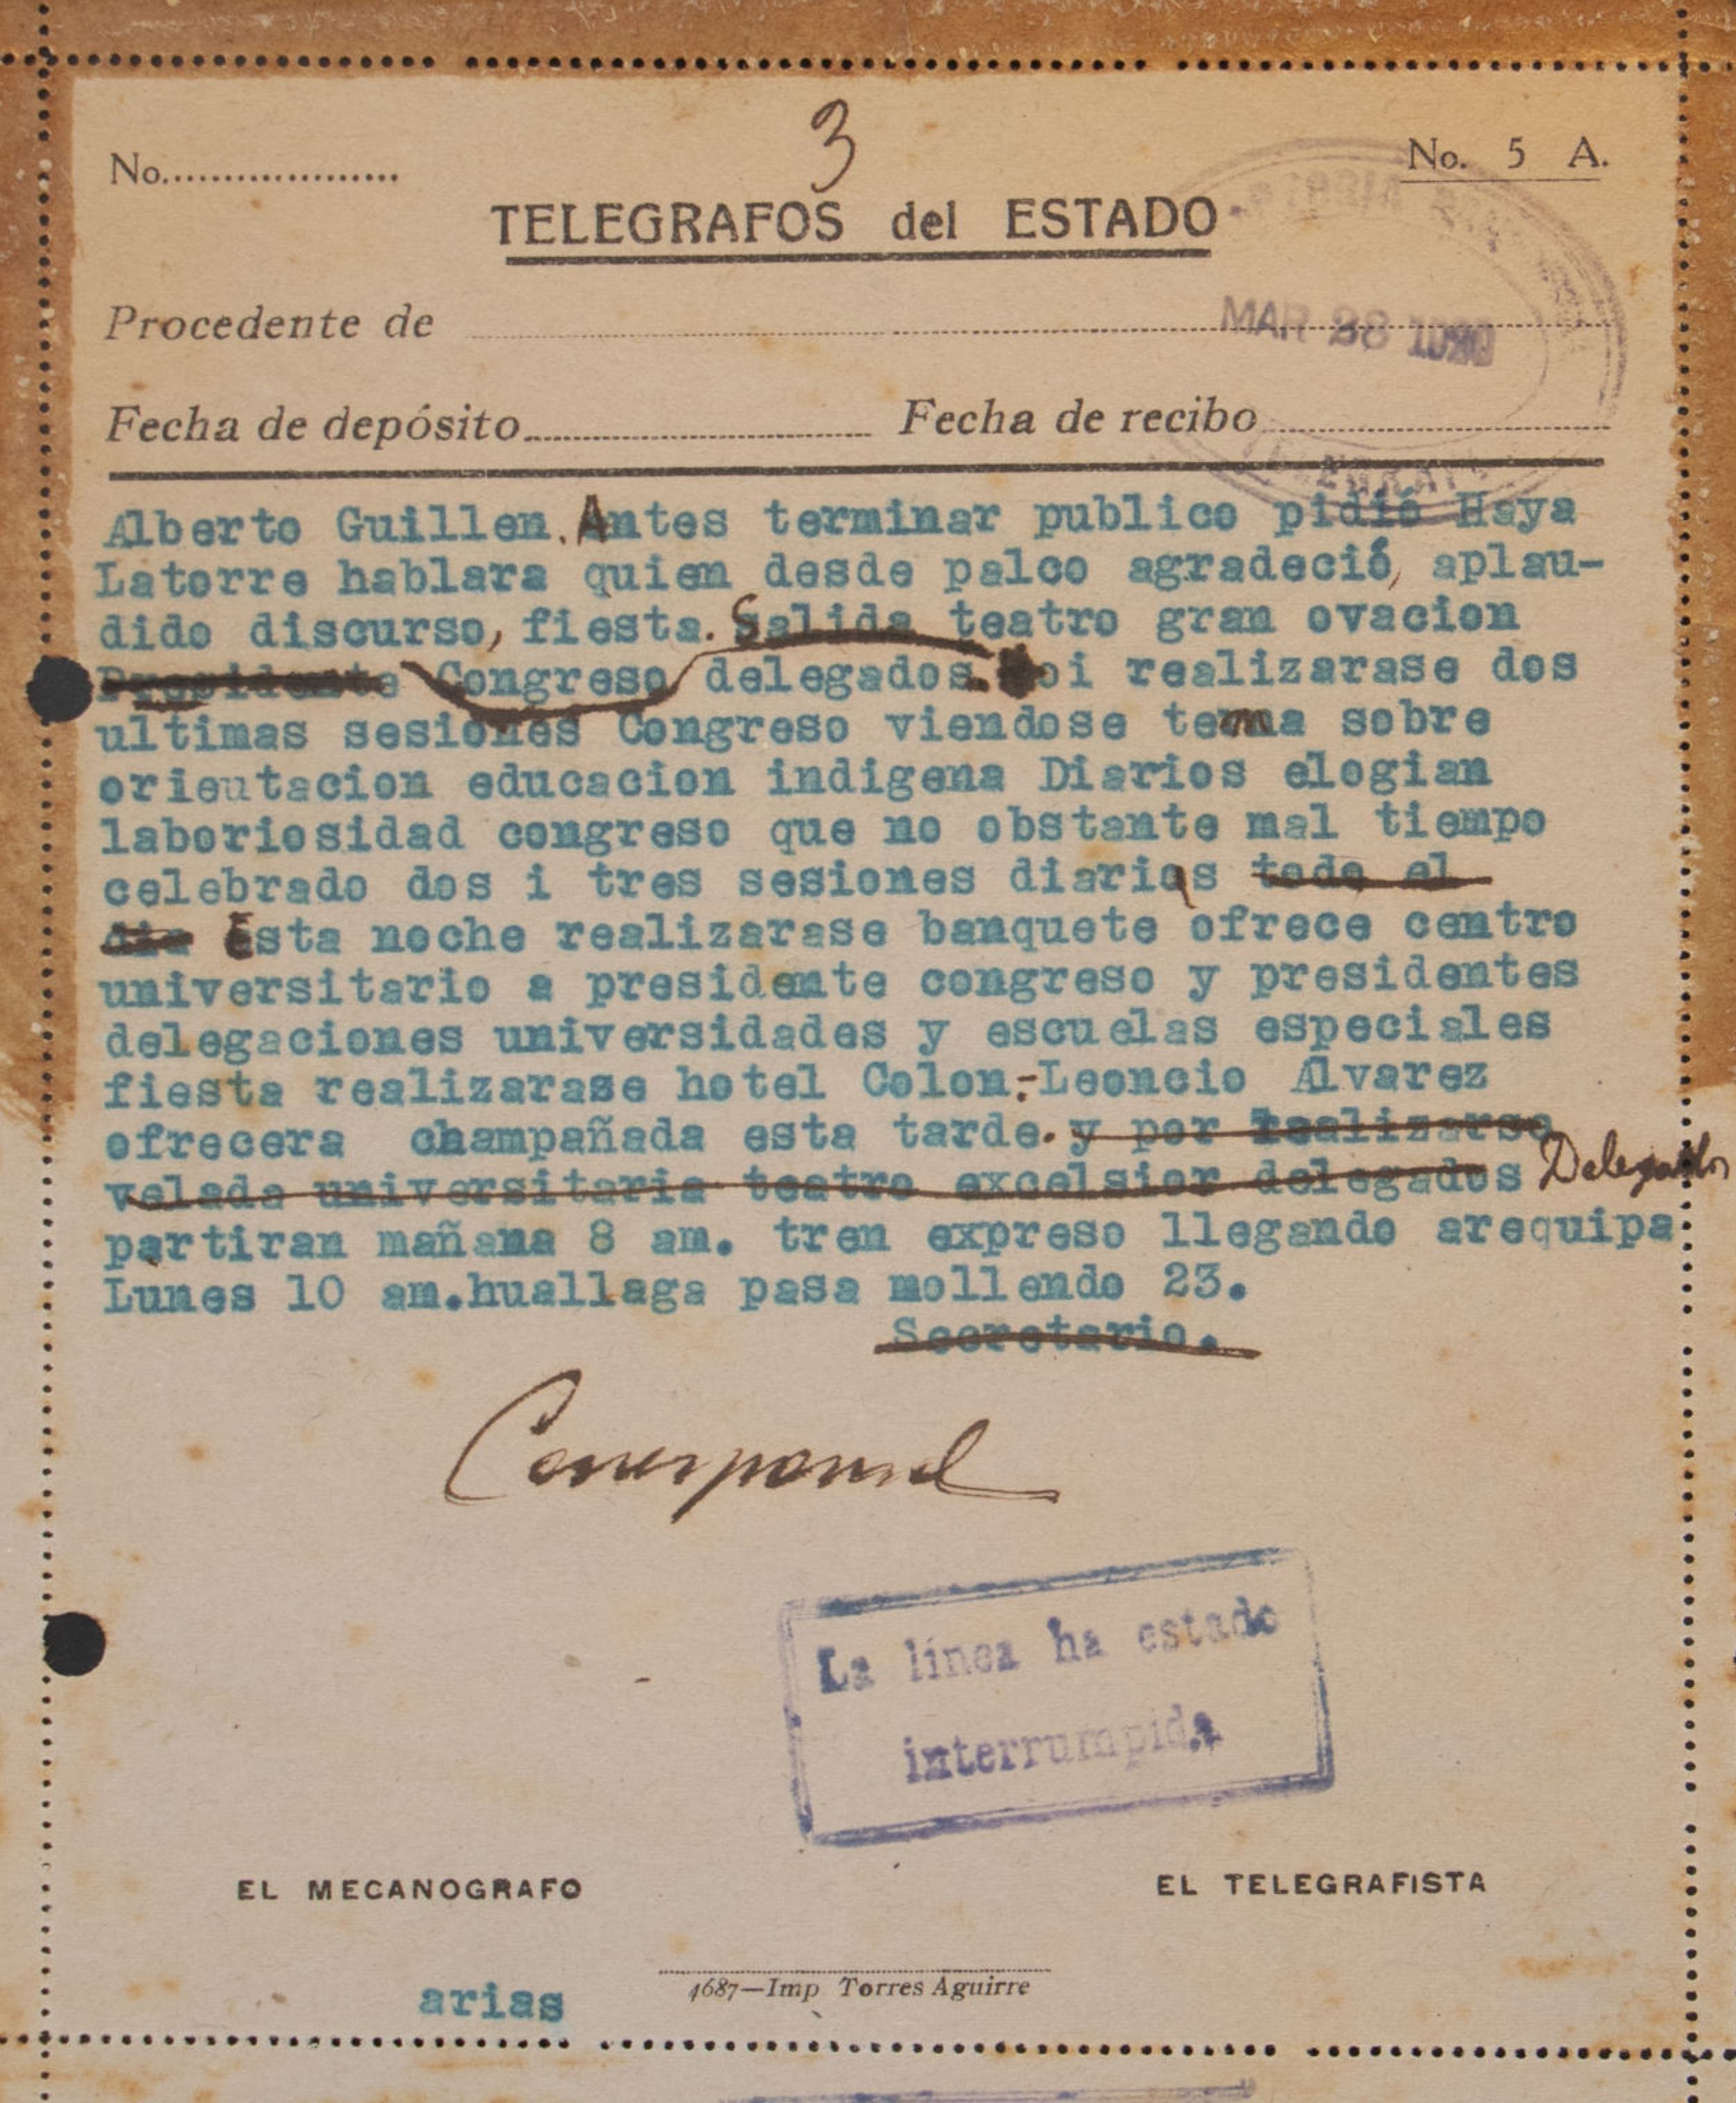 3
No....................
No. 5 A.
TELEGRAFOS del ESTADO
Procedente de
MAR 28
Fecha de depósito
Fecha de recibo
Alberto Guillen. Antes terminar publico pidió Haya
Latorre hablara quien desde palco agradeció, aplau-
dido discurso, fiesta. Salida teatro gran ovacion
Presidente Congreso delegados. oi realizarase dos
ultimas sesiones Congreso viendose tema sobre
orieutacion educacion indigena Diarios elogian
laboriosidad congreso que no obstante mal tiempo
celebrado dos i tres sesiones diarias todo el
dia Esta noche realizarase banquete ofrece centro
universitario a presidente congreso y presidentes
delegaciones universidades y escuelas especiales
fiesta realizarase hotel Colon;-Leoncio Alvarez
ofrecera champañada esta tarde. y por realizarse
velada universitaria teatro excelsior delegados Delegados
partiran mañana 8 am. tren expreso llegando arequipa
Lunes 10 am.huallaga pasa mollendo 23.
Secretario.
Corresponsal
La línea ha estado
interrumpida
EL MECANOGRAFO
EL TELEGRAFISTA
4687—Imp Torres Aguirre
arias